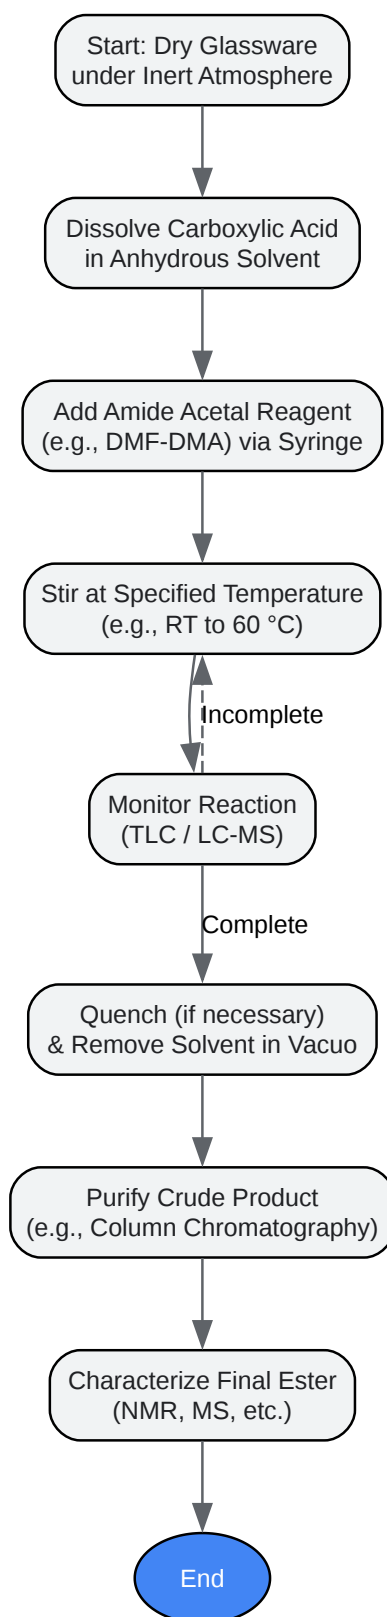 Start: Dry Glassware
under Inert Atmosphere
Dissolve Carboxylic Acid
in Anhydrous Solvent
Add Amide Acetal Reagent
(e.g., DMF-DMA) via Syringe
Stir at Specified Temperature
(e.g., RT to 60 °C)
Incomplete
Monitor Reaction
(TLC / LC-MS)
Complete
Quench (if necessary)
& Remove Solvent in Vacuo
Purify Crude Product
(e.g., Column Chromatography)
Characterize Final Ester
(NMR, MS, etc.)
End